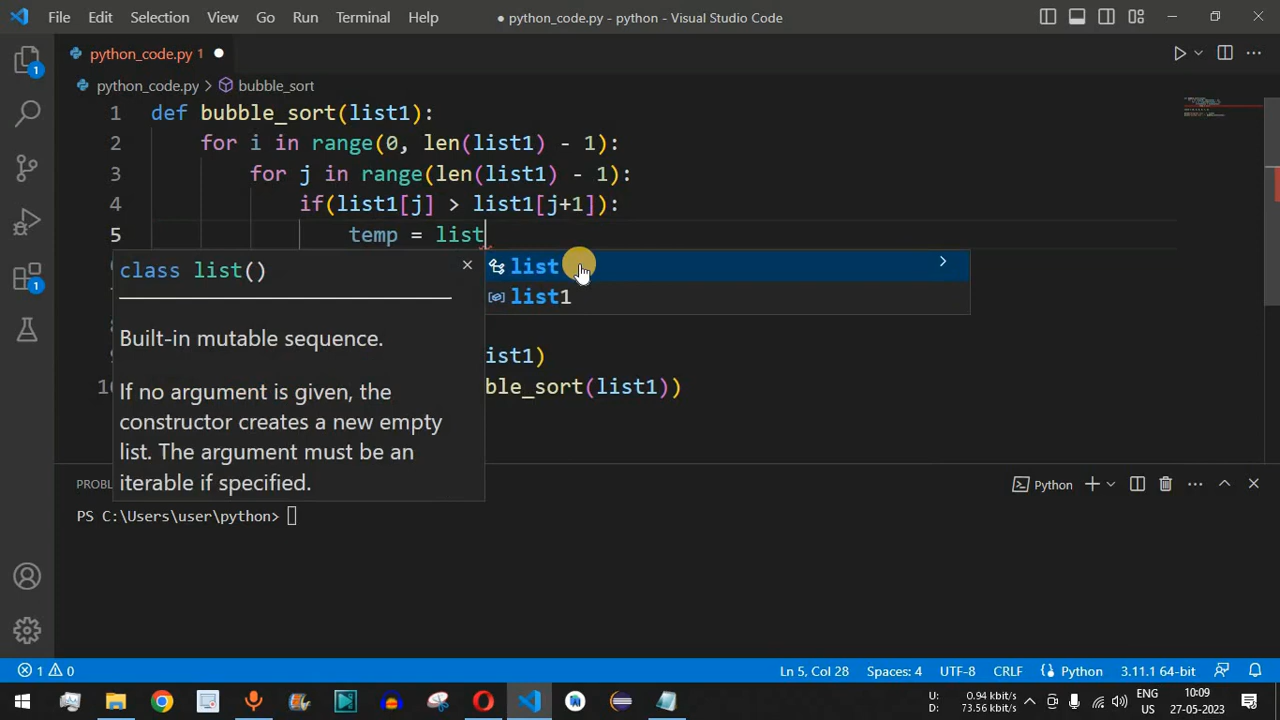 File Edit Selection View Go Run Terminal Help
● python_code.py - python - Visual Studio Code
python_code.py 1 ●
python_code.py > bubble_sort
1 def bubble_sort(list1):
2 for i in range(0, len(list1) - 1):
3 for j in range(len(list1) - 1):
4 if(list1[j] > list1[j+1]):
5 temp = list
class list()
Built-in mutable sequence.
If no argument is given, the
constructor creates a new empty
list. The argument must be an
iterable if specified.
list
list1
ist1)
10 ble_sort(list1))
Python
PS C:\Users\user\python>
1
1
1 0
Ln 5, Col 28 Spaces: 4 UTF-8 CRLF Python 3.11.1 64-bit
U: 0.94 kbit/s
D: 73.56 kbit/s
ENG
US
10:09
27-05-2023